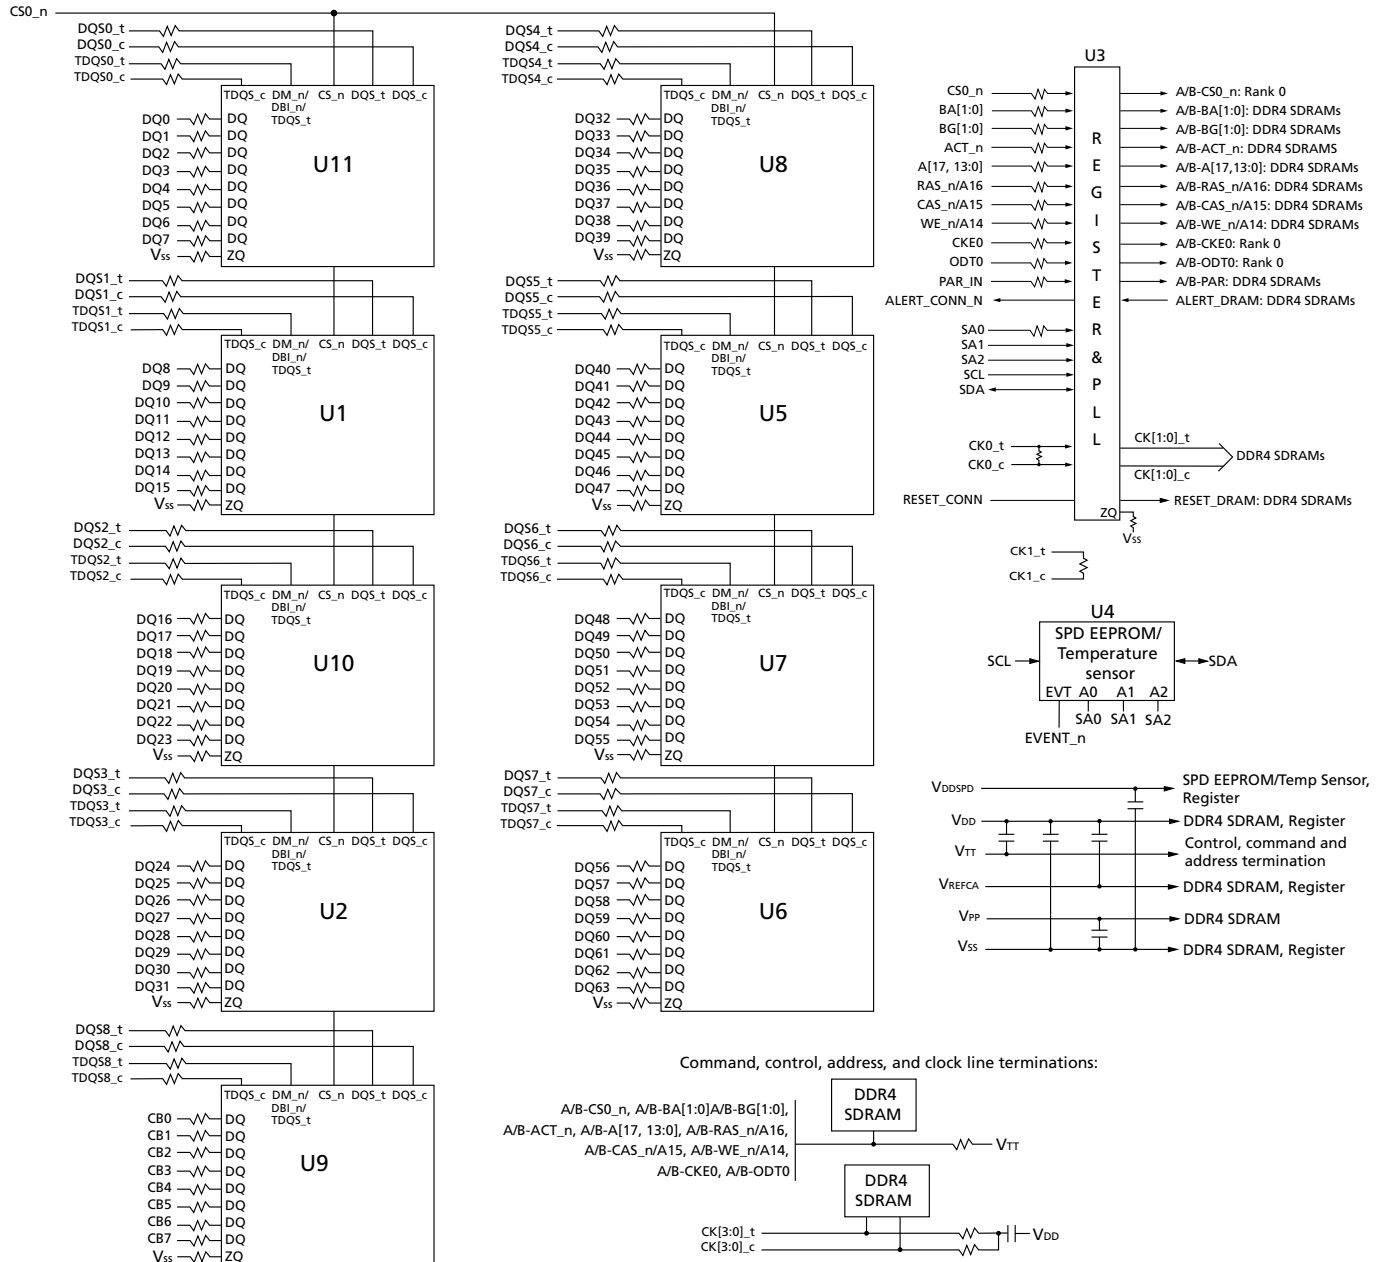 CS0_n
DQS0_t
DQS0_c
TDQS0_t
TDQS0_c
TDQS_c DM_n/ CS_n DQS_t DQS_c
DBI_n/
TDQS_t
DQ0 DQ
DQ1 DQ
DQ2 DQ
DQ3 DQ
DQ4 DQ
DQ5 DQ
DQ6 DQ
DQ7 DQ
Vss ZQ
U11
DQS1_t
DQS1_c
TDQS1_t
TDQS1_c
TDQS_c DM_n/ CS_n DQS_t DQS_c
DBI_n/
TDQS_t
DQ8 DQ
DQ9 DQ
DQ10 DQ
DQ11 DQ
DQ12 DQ
DQ13 DQ
DQ14 DQ
DQ15 DQ
Vss ZQ
U1
DQS2_t
DQS2_c
TDQS2_t
TDQS2_c
TDQS_c DM_n/ CS_n DQS_t DQS_c
DBI_n/
TDQS_t
DQ16 DQ
DQ17 DQ
DQ18 DQ
DQ19 DQ
DQ20 DQ
DQ21 DQ
DQ22 DQ
DQ23 DQ
Vss ZQ
U10
DQS3_t
DQS3_c
TDQS3_t
TDQS3_c
TDQS_c DM_n/ CS_n DQS_t DQS_c
DBI_n/
TDQS_t
DQ24 DQ
DQ25 DQ
DQ26 DQ
DQ27 DQ
DQ28 DQ
DQ29 DQ
DQ30 DQ
DQ31 DQ
Vss ZQ
U2
DQS8_t
DQS8_c
TDQS8_t
TDQS8_c
TDQS_c DM_n/ CS_n DQS_t DQS_c
DBI_n/
TDQS_t
CB0 DQ
CB1 DQ
CB2 DQ
CB3 DQ
CB4 DQ
CB5 DQ
CB6 DQ
CB7 DQ
Vss ZQ
U9
DQS4_t
DQS4_c
TDQS4_t
TDQS4_c
TDQS_c DM_n/ CS_n DQS_t DQS_c
DBI_n/
TDQS_t
DQ32 DQ
DQ33 DQ
DQ34 DQ
DQ35 DQ
DQ36 DQ
DQ37 DQ
DQ38 DQ
DQ39 DQ
Vss ZQ
U8
DQS5_t
DQS5_c
TDQS5_t
TDQS5_c
TDQS_c DM_n/ CS_n DQS_t DQS_c
DBI_n/
TDQS_t
DQ40 DQ
DQ41 DQ
DQ42 DQ
DQ43 DQ
DQ44 DQ
DQ45 DQ
DQ46 DQ
DQ47 DQ
Vss ZQ
U5
DQS6_t
DQS6_c
TDQS6_t
TDQS6_c
TDQS_c DM_n/ CS_n DQS_t DQS_c
DBI_n/
TDQS_t
DQ48 DQ
DQ49 DQ
DQ50 DQ
DQ51 DQ
DQ52 DQ
DQ53 DQ
DQ54 DQ
DQ55 DQ
Vss ZQ
U7
DQS7_t
DQS7_c
TDQS7_t
TDQS7_c
TDQS_c DM_n/ CS_n DQS_t DQS_c
DBI_n/
TDQS_t
DQ56 DQ
DQ57 DQ
DQ58 DQ
DQ59 DQ
DQ60 DQ
DQ61 DQ
DQ62 DQ
DQ63 DQ
Vss ZQ
U6
U3
REGISTER & PLL
CS0_n A/B-CS0_n: Rank 0
BA[1:0] A/B-BA[1:0]: DDR4 SDRAMs
BG[1:0] A/B-BG[1:0]: DDR4 SDRAMs
ACT_n A/B-ACT_n: DDR4 SDRAMS
A[17, 13:0] A/B-A[17,13:0]: DDR4 SDRAMs
RAS_n/A16 A/B-RAS_n/A16: DDR4 SDRAMs
CAS_n/A15 A/B-CAS_n/A15: DDR4 SDRAMs
WE_n/A14 A/B-WE_n/A14: DDR4 SDRAMs
CKE0 A/B-CKE0: Rank 0
ODT0 A/B-ODT0: Rank 0
PAR_IN A/B-PAR: DDR4 SDRAMs
ALERT_CONN_N ALERT_DRAM: DDR4 SDRAMs
SA0
SA1
SA2
SCL
SDA
CK0_t CK[1:0]_t
DDR4 SDRAMs
CK0_c CK[1:0]_c
RESET_CONN RESET_DRAM: DDR4 SDRAMs
ZQ
Vss
CK1_t
CK1_c
U4
SPD EEPROM/
Temperature
sensor
SCL SDA
EVT A0 A1 A2
SA0 SA1 SA2
EVENT_n
VDDSPD SPD EEPROM/Temp Sensor,
Register
VDD DDR4 SDRAM, Register
VTT Control, command and
address termination
VREFCA DDR4 SDRAM, Register
VPP DDR4 SDRAM
Vss DDR4 SDRAM, Register
Command, control, address, and clock line terminations:
DDR4
SDRAM
A/B-CS0_n, A/B-BA[1:0]A/B-BG[1:0],
A/B-ACT_n, A/B-A[17, 13:0], A/B-RAS_n/A16,
A/B-CAS_n/A15, A/B-WE_n/A14,
A/B-CKE0, A/B-ODT0
VTT
DDR4
SDRAM
CK[3:0]_t
CK[3:0]_c
VDD